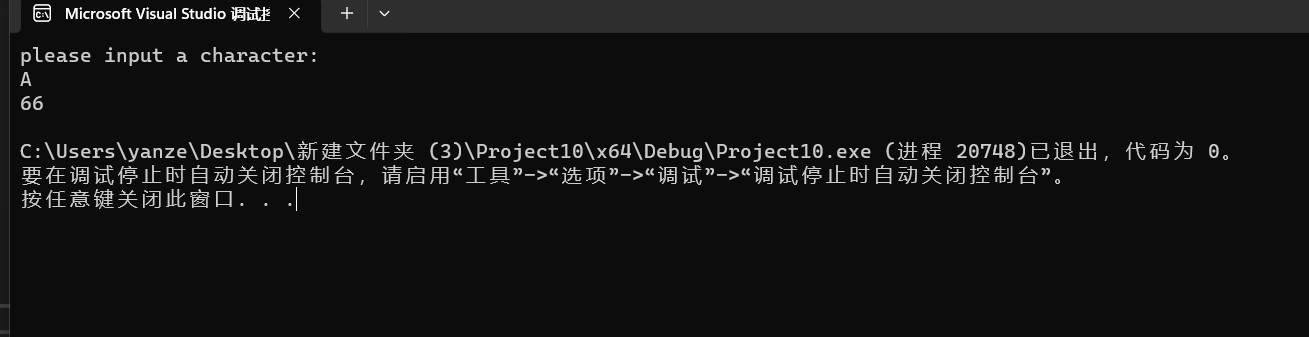 Microsoft Visual Studio 调试控
please input a character:
A
66
C:\Users\yanze\Desktop\新建文件夹 (3)\Project10\x64\Debug\Project10.exe (进程 20748)已退出，代码为 0。
要在调试停止时自动关闭控制台，请启用“工具”->“选项”->“调试”->“调试停止时自动关闭控制台”。
按任意键关闭此窗口. . .